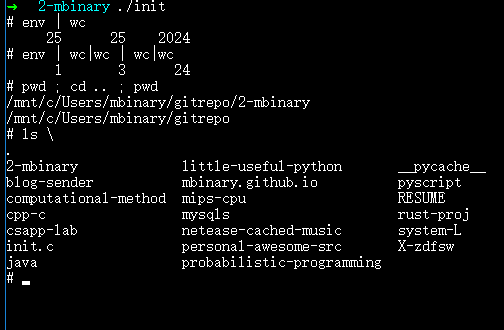 ➜ 2-mbinary ./init
# env | wc
25 25 2024
# env | wc|wc | wc|wc
1 3 24
# pwd ; cd .. ; pwd
/mnt/c/Users/mbinary/gitrepo/2-mbinary
/mnt/c/Users/mbinary/gitrepo
# ls \
.
2-mbinary little-useful-python __pycache__
blog-sender mbinary.github.io pyscript
computational-method mips-cpu RESUME
cpp-c mysqls rust-proj
csapp-lab netease-cached-music system-L
init.c personal-awesome-src X-zdfsw
java probabilistic-programming
#